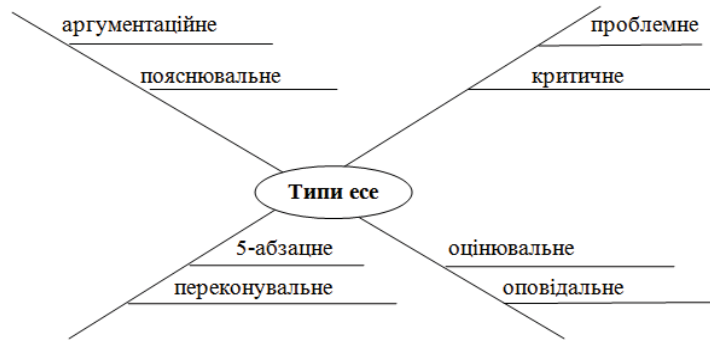 аргументаційне
проблемне
пояснювальне
критичне
Типи есе
5-абзацне
оцінювальне
переконувальне
оповідальне